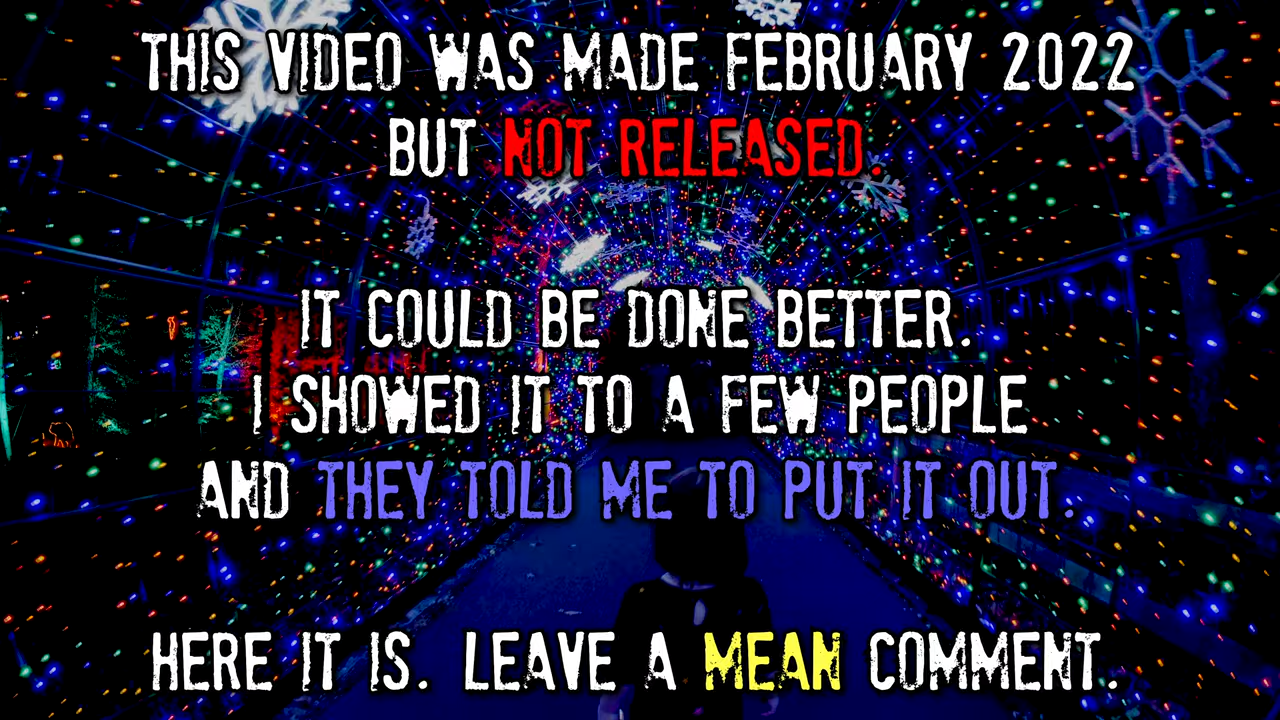 THIS VIDEO WAS MADE FEBRUARY 2022
BUT NOT RELEASED.
IT COULD BE DONE BETTER.
I SHOWED IT TO A FEW PEOPLE
AND THEY TOLD ME TO PUT IT OUT.
HERE IT IS. LEAVE A MEAN COMMENT.